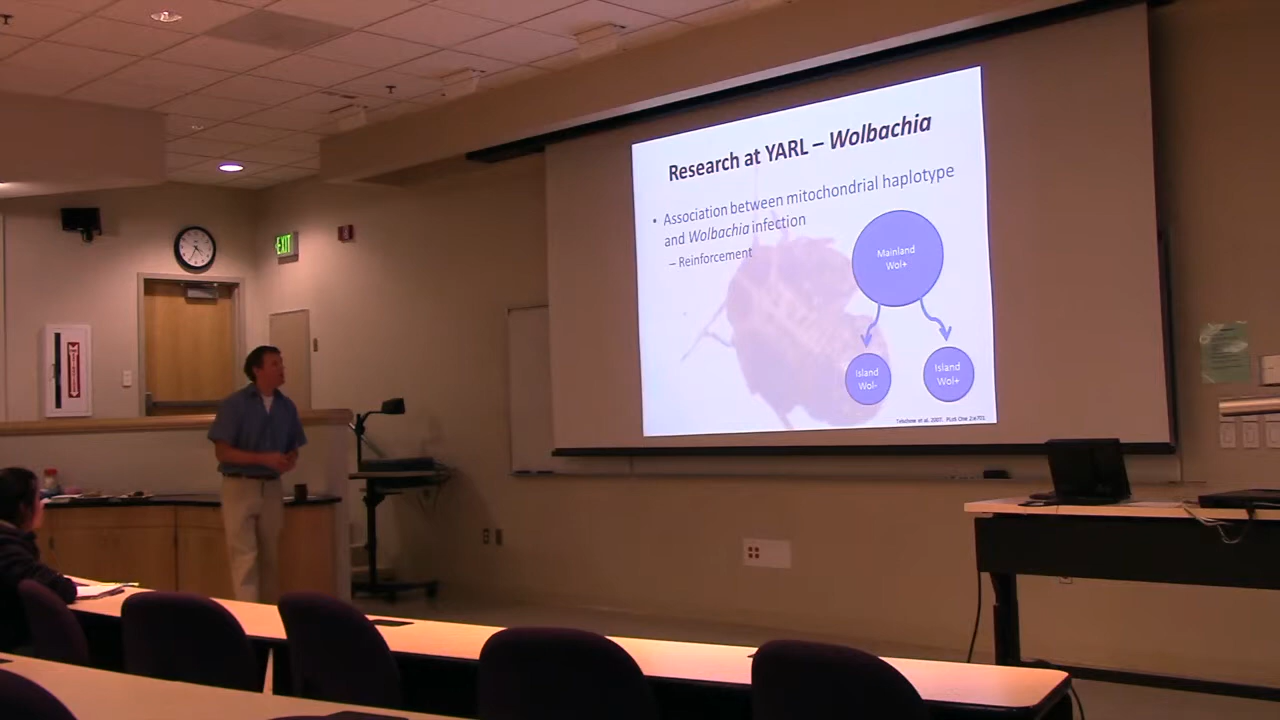 Research at YARL – Wolbachia
• Association between mitochondrial haplotype
and Wolbachia infection
– Reinforcement
Mainland
Wol+
Island
Wol-
Island
Wol+
EXIT